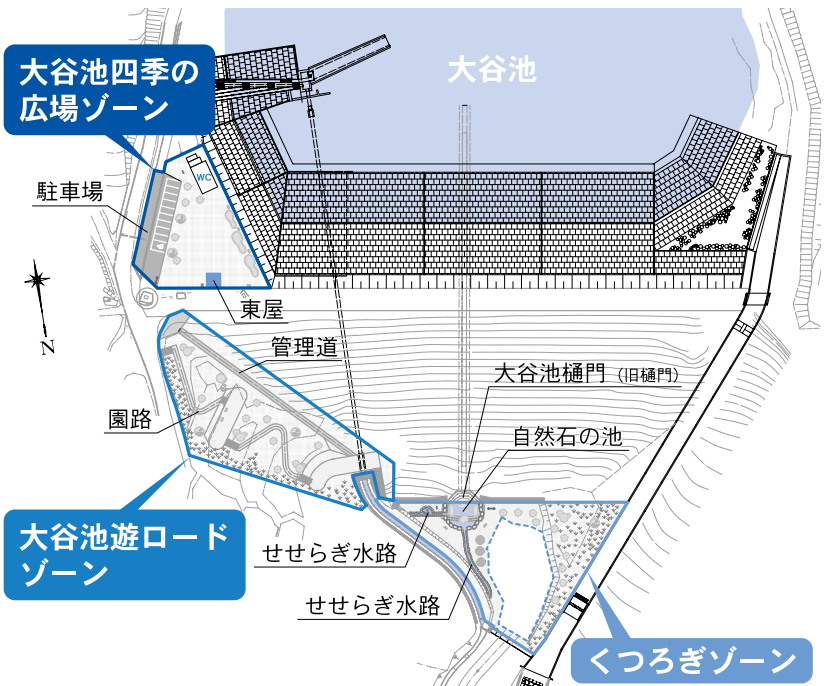 大谷池四季の
広場ゾーン
大谷池
WC
駐車場
東屋
N
管理道
大谷池樋門（旧樋門）
園路
自然石の池
大谷池遊ロード
ゾーン
せせらぎ水路
せせらぎ水路
くつろぎゾーン